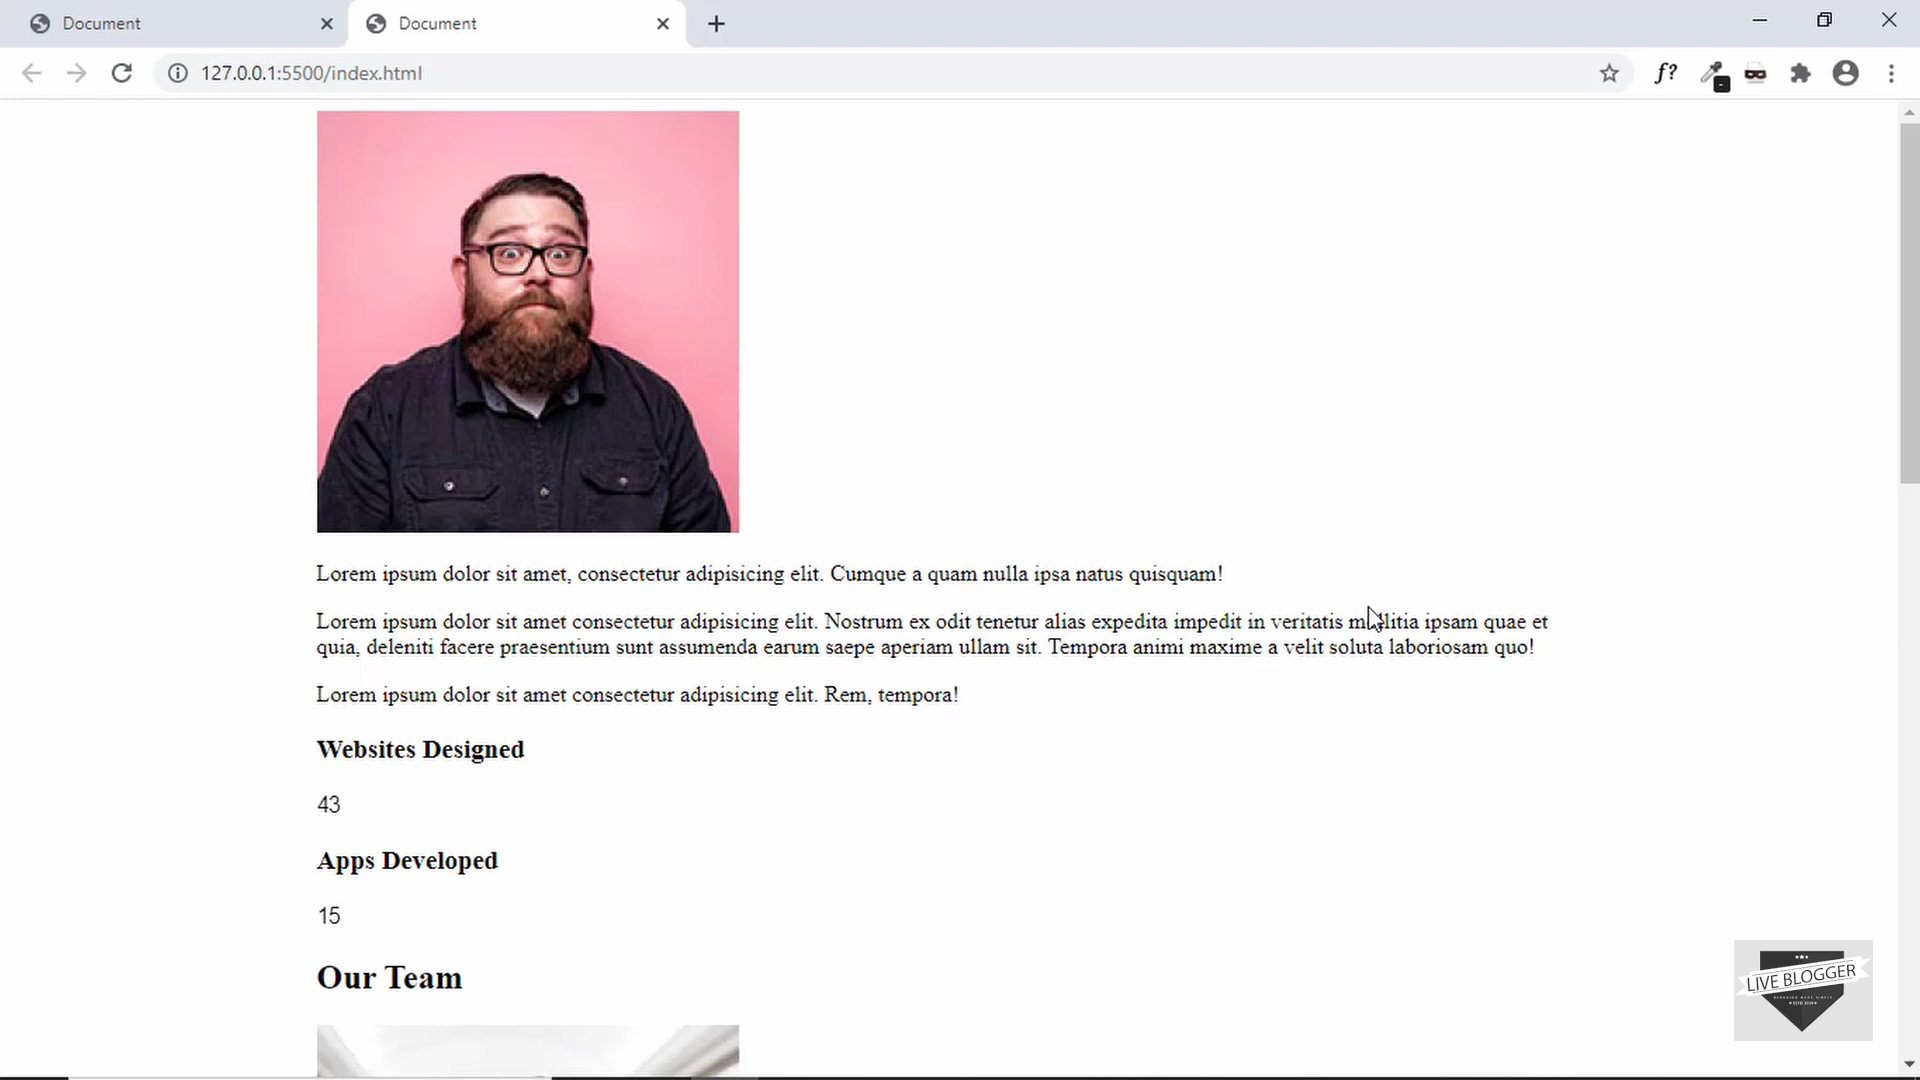 Document
Document
127.0.0.1:5500/index.html
f?
Lorem ipsum dolor sit amet, consectetur adipisicing elit. Cumque a quam nulla ipsa natus quisquam!
Lorem ipsum dolor sit amet consectetur adipisicing elit. Nostrum ex odit tenetur alias expedita impedit in veritatis mollitia ipsam quae et
quia, deleniti facere praesentium sunt assumenda earum saepe aperiam ullam sit. Tempora animi maxime a velit soluta laboriosam quo!
Lorem ipsum dolor sit amet consectetur adipisicing elit. Rem, tempora!
Websites Designed
43
Apps Developed
15
Our Team
LIVE BLOGGER